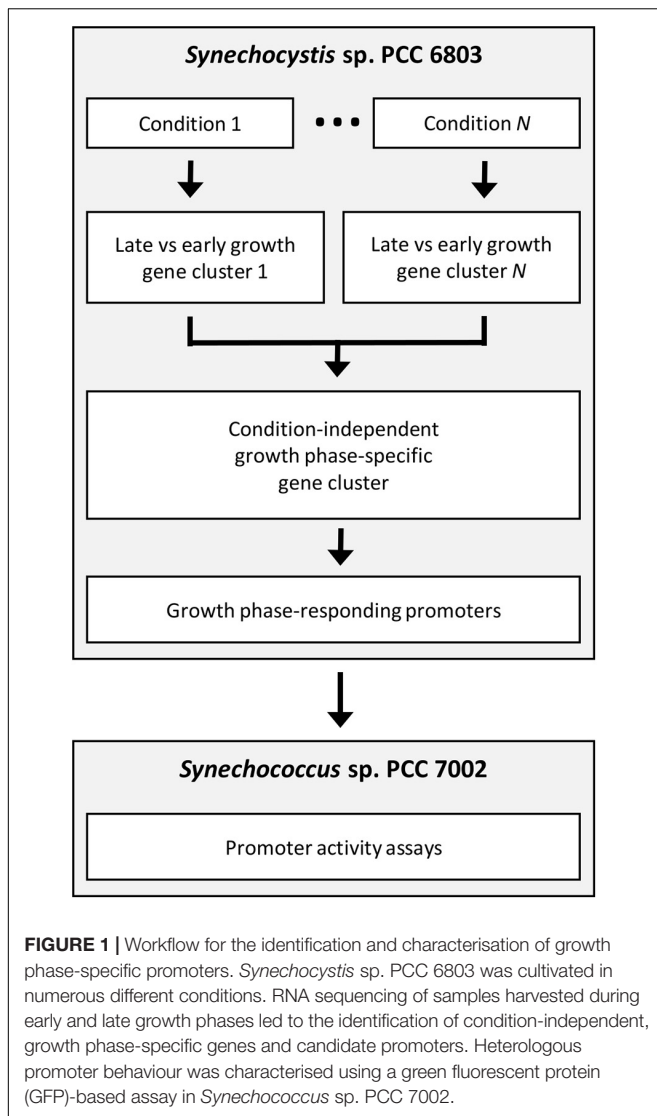 Synechocystis sp. PCC 6803
Condition 1
•••
Condition N
Late vs early growth
gene cluster 1
Late vs early growth
gene cluster N
Condition-independent
growth phase-specific
gene cluster
Growth phase-responding promoters
Synechococcus sp. PCC 7002
Promoter activity assays
FIGURE 1 | Workflow for the identification and characterisation of growth
phase-specific promoters. Synechocystis sp. PCC 6803 was cultivated in
numerous different conditions. RNA sequencing of samples harvested during
early and late growth phases led to the identification of condition-independent,
growth phase-specific genes and candidate promoters. Heterologous
promoter behaviour was characterised using a green fluorescent protein
(GFP)-based assay in Synechococcus sp. PCC 7002.